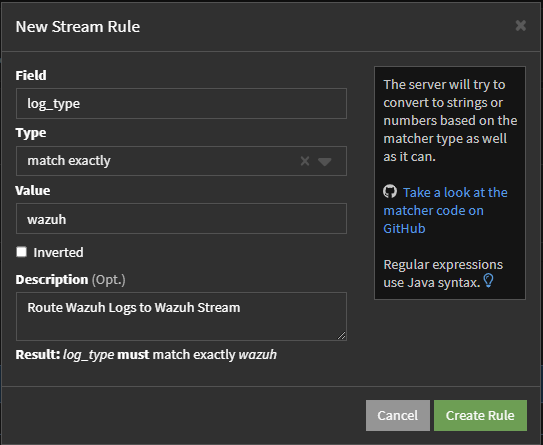 New Stream Rule
×
Field
log_type
Type
match exactly
×
Value
wazuh
Inverted
Description (Opt.)
Route Wazuh Logs to Wazuh Stream
Result: log_type must match exactly wazuh
The server will try to
convert to strings or
numbers based on the
matcher type as well
as it can.
Take a look at the
matcher code on
GitHub
Regular expressions
use Java syntax.
Cancel
Create Rule